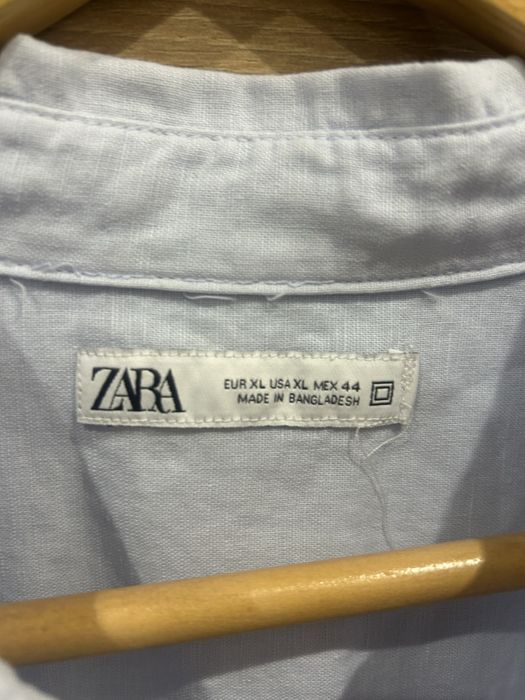 ZARA
EUR XL USA XL MEX 44
MADE IN BANGLADESH